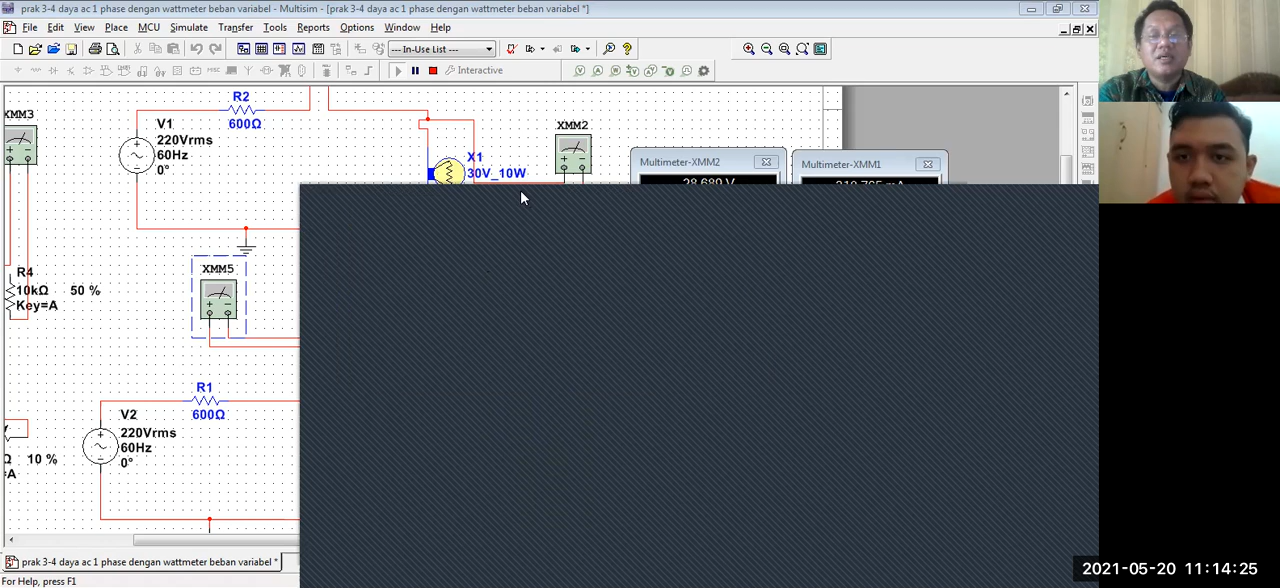 prak 3-4 daya ac 1 phase dengan wattmeter beban variabel - Multisim - [prak 3-4 daya ac 1 phase dengan wattmeter beban variabel *]
File Edit View Place MCU Simulate Transfer Tools Reports Options Window Help
--- In-Use List ---
Interactive
XMM3
R2
600Ω
V1
220Vrms
60Hz
0°
XMM2
X1
30V_10W
Multimeter-XMM2
28.689 V
Multimeter-XMM1
XMM5
R4
10kΩ 50 %
Key=A
R1
600Ω
V2
220Vrms
60Hz
0°
Ω 10 %
=A
prak 3-4 daya ac 1 phase dengan wattmeter beban variabel *
For Help, press F1
2021-05-20 11:14:25